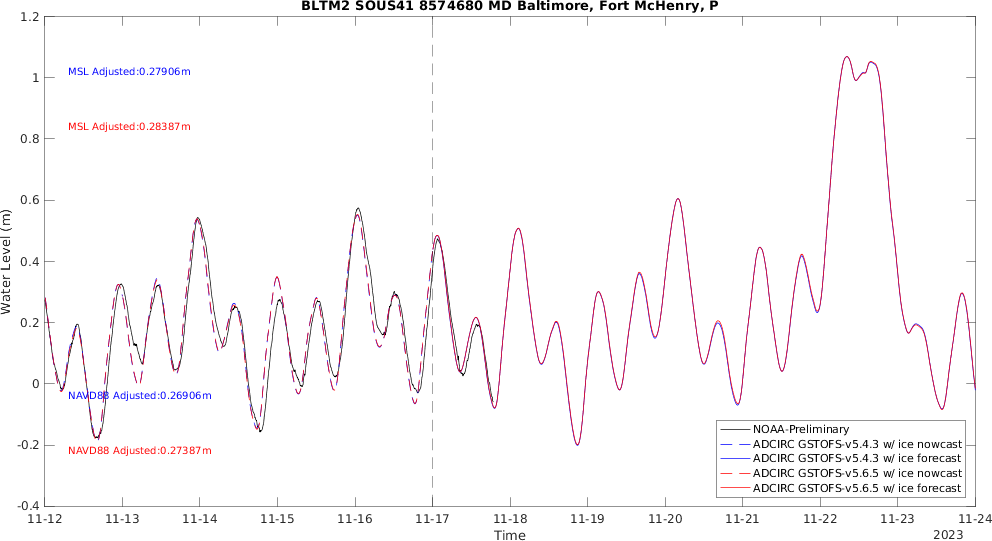 BLTM2 SOUS41 8574680 MD Baltimore, Fort McHenry, P
1.2
1
0.8
0.6
0.4
0.2
0
-0.2
-0.4
Water Level (m)
MSL Adjusted:0.27906m
MSL Adjusted:0.28387m
NAVD88 Adjusted:0.26906m
NAVD88 Adjusted:0.27387m
NOAA-Preliminary
ADCIRC GSTOFS-v5.4.3 w/ ice nowcast
ADCIRC GSTOFS-v5.4.3 w/ ice forecast
ADCIRC GSTOFS-v5.6.5 w/ ice nowcast
ADCIRC GSTOFS-v5.6.5 w/ ice forecast
11-12 11-13 11-14 11-15 11-16 11-17 11-18 11-19 11-20 11-21 11-22 11-23 11-24
Time
2023